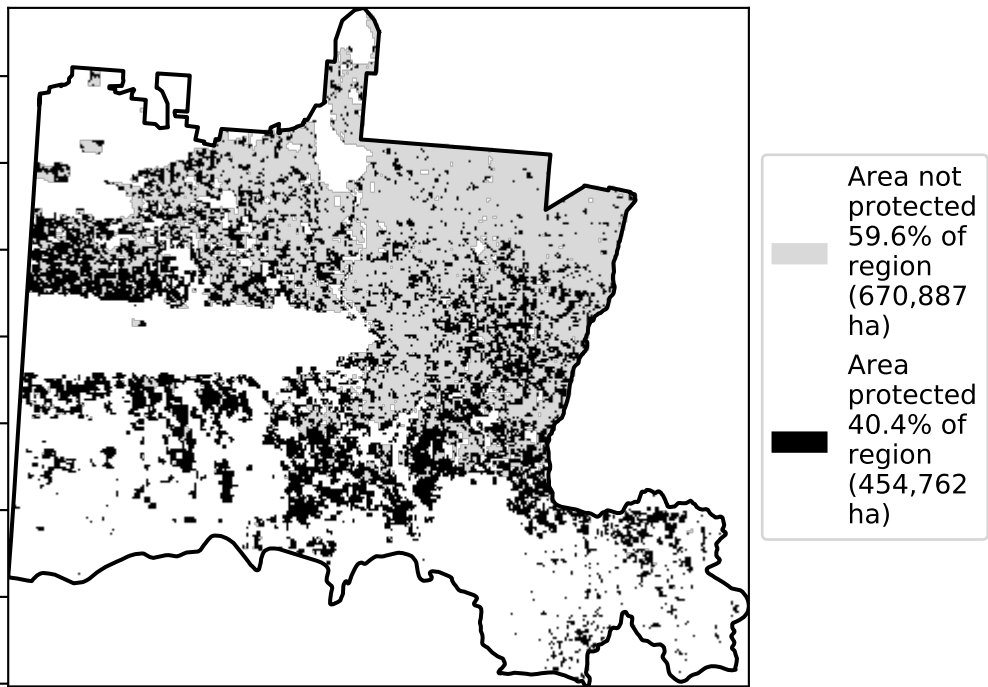 Area not
protected
59.6% of
region
(670,887
ha)
Area
protected
40.4% of
region
(454,762
ha)